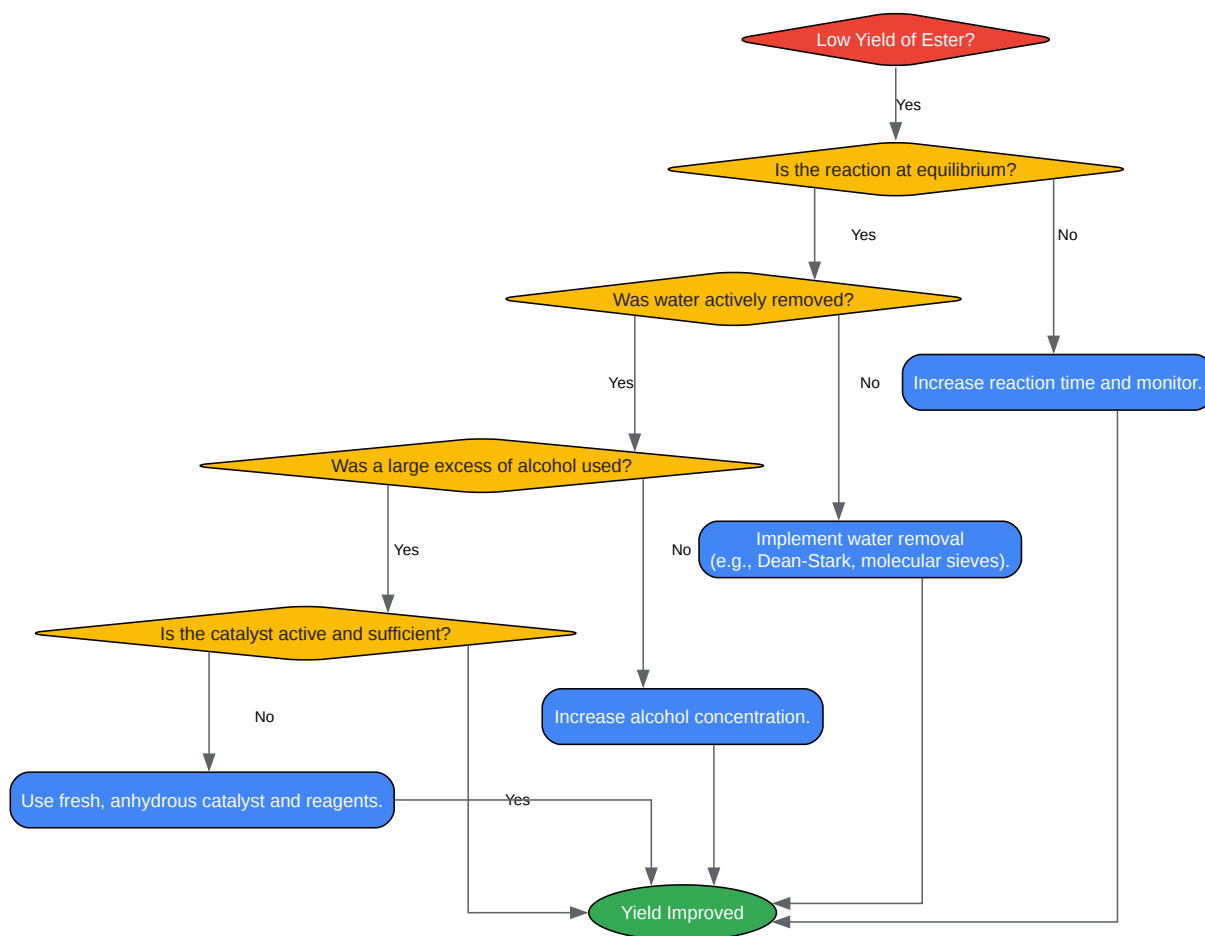 Low Yield of Ester?
Yes
Is the reaction at equilibrium?
Yes
No
Was water actively removed?
Yes
No
Increase reaction time and monitor.
Was a large excess of alcohol used?
Yes
No
Implement water removal
(e.g., Dean-Stark, molecular sieves).
Is the catalyst active and sufficient?
No
Increase alcohol concentration.
Use fresh, anhydrous catalyst and reagents.
Yes
Yield Improved